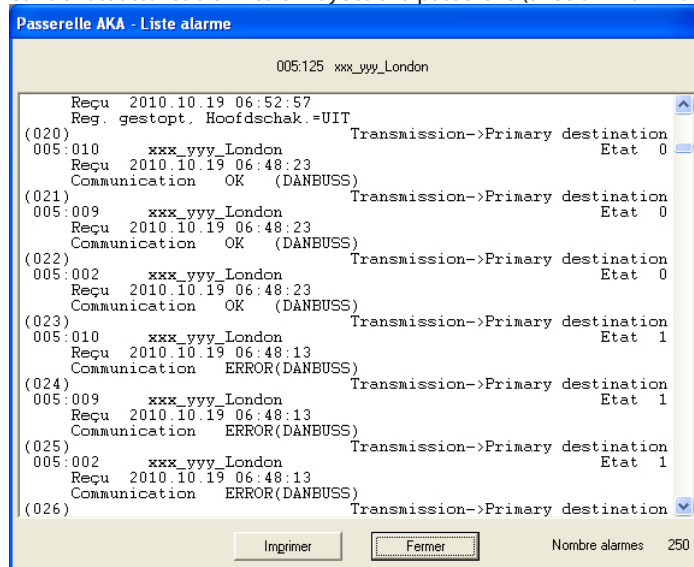 Passerelle AKA - Liste alarme
005:125 xxx_yyy_London
Reçu 2010.10.19 06:52:57
Reg. gestopt, Hoofdschak.=UIT
(020) Transmission->Primary destination
005:010 xxx_yyy_London Etat 0
Reçu 2010.10.19 06:48:23
Communication OK (DANBUSS)
(021) Transmission->Primary destination
005:009 xxx_yyy_London Etat 0
Reçu 2010.10.19 06:48:23
Communication OK (DANBUSS)
(022) Transmission->Primary destination
005:002 xxx_yyy_London Etat 0
Reçu 2010.10.19 06:48:23
Communication OK (DANBUSS)
(023) Transmission->Primary destination
005:010 xxx_yyy_London Etat 1
Reçu 2010.10.19 06:48:13
Communication ERROR(DANBUSS)
(024) Transmission->Primary destination
005:009 xxx_yyy_London Etat 1
Reçu 2010.10.19 06:48:13
Communication ERROR(DANBUSS)
(025) Transmission->Primary destination
005:002 xxx_yyy_London Etat 1
Reçu 2010.10.19 06:48:13
Communication ERROR(DANBUSS)
(026) Transmission->Primary destination
Imprimer Fermer Nombre alarmes 250